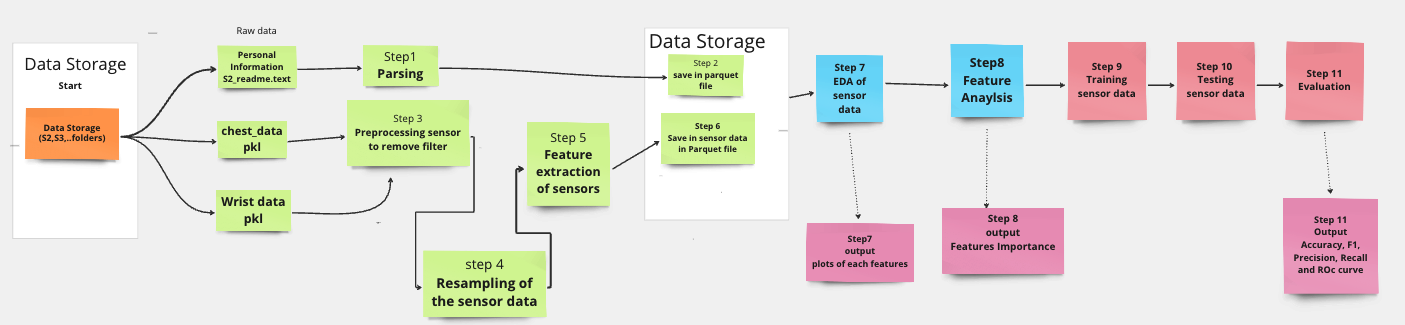 Data Storage
Start
Data Storage
(S2,S3,..folders)
Raw data
Personal
Information
S2_readme.text
chest_data
pkl
Wrist data
pkl
Step1
Parsing
Step 3
Preprocessing sensor
to remove filter
step 4
Resampling of
the sensor data
Step 5
Feature
extraction
of sensors
Data Storage
Step 2
save in parquet
file
Step 6
Save in sensor data
in Parquet file
Step 7
EDA of
sensor
data
Step7
output
plots of each features
Step8
Feature
Anaylsis
Step 8
output
Features Importance
Step 9
Training
sensor data
Step 10
Testing
sensor data
Step 11
Evaluation
Step 11
Output
Accuracy, F1,
Precision, Recall
and ROc curve